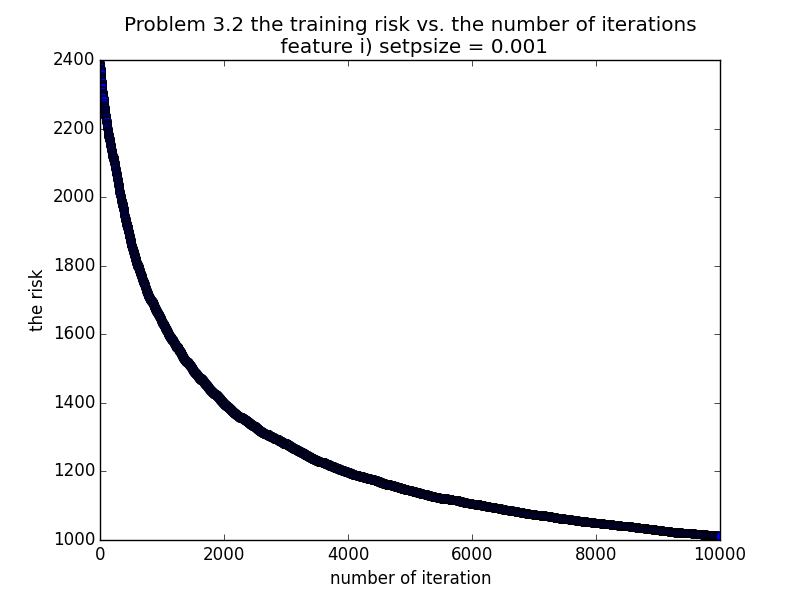 Problem 3.2 the training risk vs. the number of iterations
feature i) setpsize = 0.001
2400
2200
2000
1800
1600
1400
1200
1000
the risk
0 2000 4000 6000 8000 10000
number of iteration